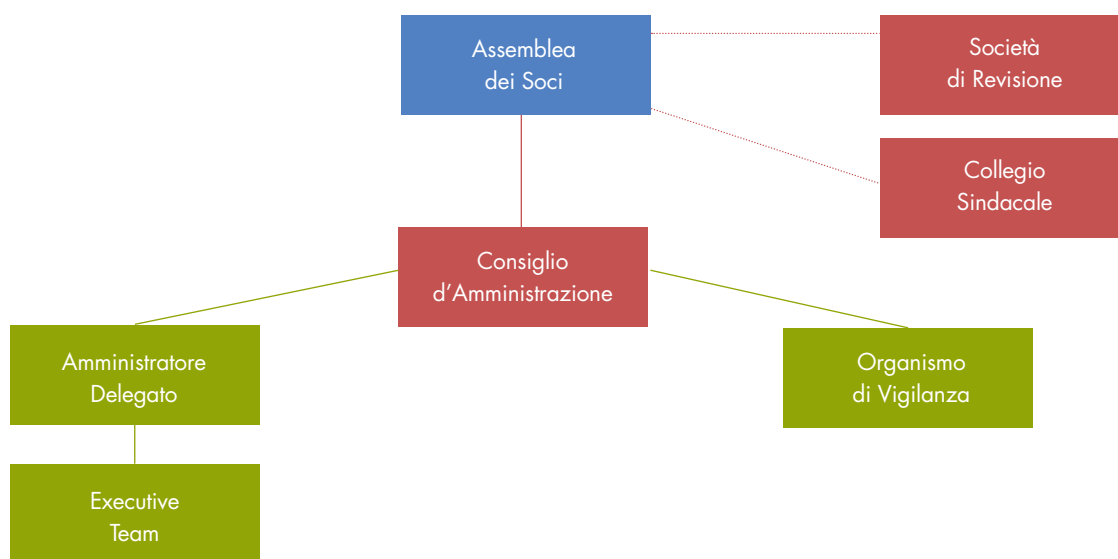 Assemblea
dei Soci
Società
di Revisione
Collegio
Sindacale
Consiglio
d’Amministrazione
Amministratore
Delegato
Organismo
di Vigilanza
Executive
Team